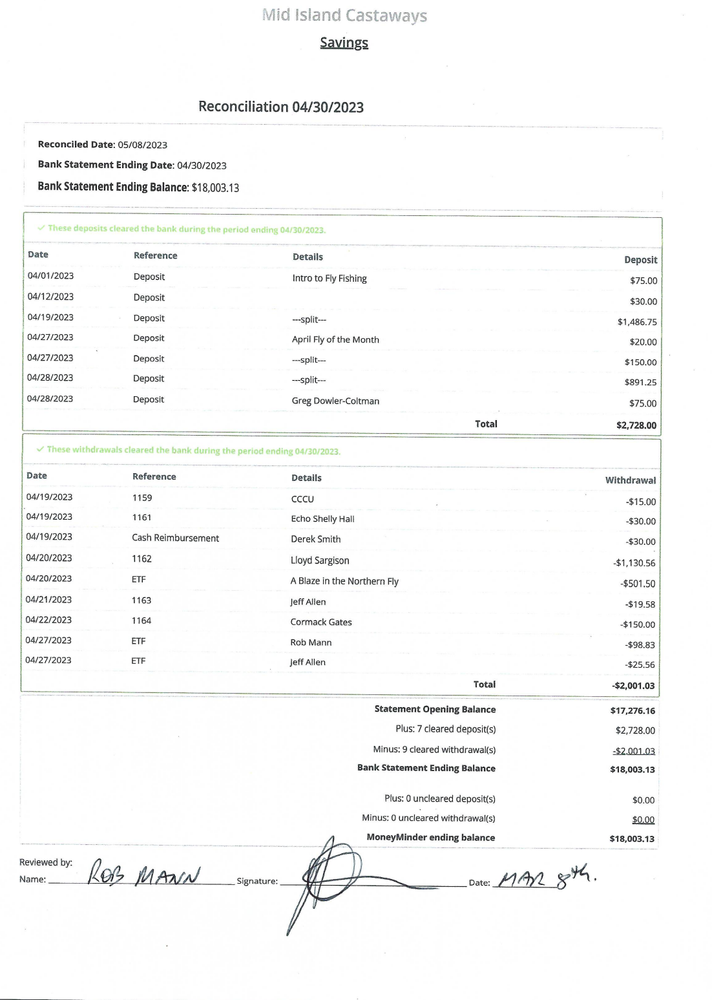 Mid Island Castaways
Savings
Reconciliation 04/30/2023
Reconciled Date: 05/08/2023
Bank Statement Ending Date: 04/30/2023
Bank Statement Ending Balance: $18,003.13
✓ These deposits cleared the bank during the period ending 04/30/2023.
Date Reference Details Deposit
04/01/2023 Deposit Intro to Fly Fishing $75.00
04/12/2023 Deposit $30.00
04/19/2023 Deposit ---split--- $1,486.75
04/27/2023 Deposit April Fly of the Month $20.00
04/27/2023 Deposit ---split--- $150.00
04/28/2023 Deposit ---split--- $891.25
04/28/2023 Deposit Greg Dowler-Coltman $75.00
Total $2,728.00
✓ These withdrawals cleared the bank during the period ending 04/30/2023.
Date Reference Details Withdrawal
04/19/2023 1159 CCCU -$15.00
04/19/2023 1161 Echo Shelly Hall -$30.00
04/19/2023 Cash Reimbursement Derek Smith -$30.00
04/20/2023 1162 Lloyd Sargison -$1,130.56
04/20/2023 ETF A Blaze in the Northern Fly -$501.50
04/21/2023 1163 Jeff Allen -$19.58
04/22/2023 1164 Cormack Gates -$150.00
04/27/2023 ETF Rob Mann -$98.83
04/27/2023 ETF Jeff Allen -$25.56
Total -$2,001.03
Statement Opening Balance $17,276.16
Plus: 7 cleared deposit(s) $2,728.00
Minus: 9 cleared withdrawal(s) -$2,001.03
Bank Statement Ending Balance $18,003.13
Plus: 0 uncleared deposit(s) $0.00
Minus: 0 uncleared withdrawal(s) $0.00
MoneyMinder ending balance $18,003.13
Reviewed by:
Name: ROB MANN Signature: Date: MAR 8th.